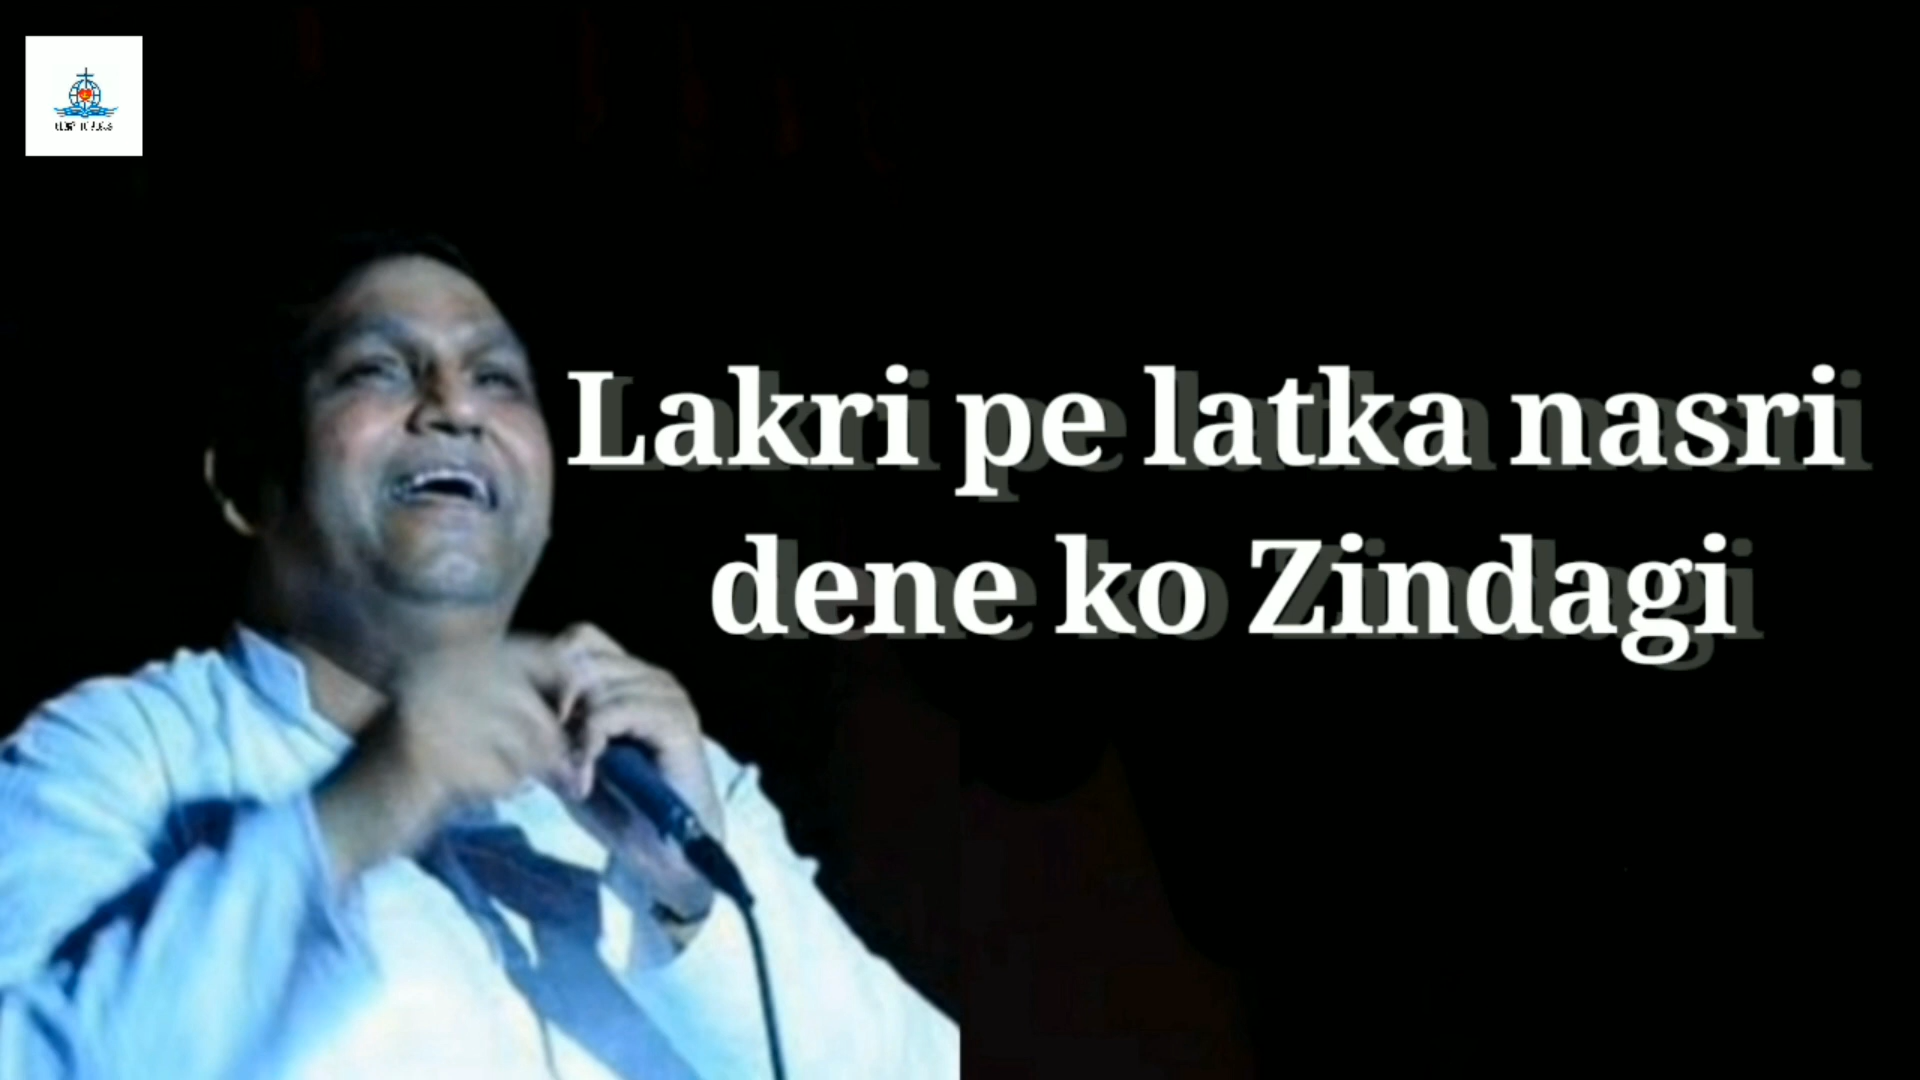 Lakri pe latka nasri
dene ko Zindagi